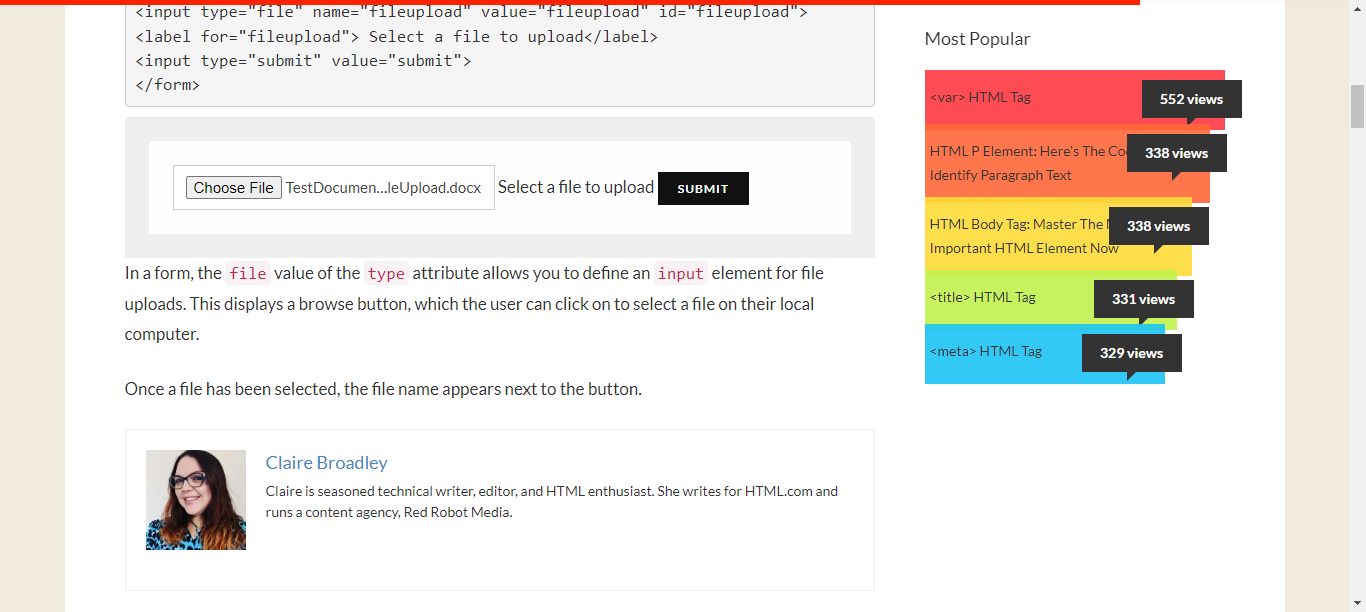 <input type="file" name="fileupload" value="fileupload" id="fileupload">
<label for="fileupload"> Select a file to upload</label>
<input type="submit" value="submit">
</form>
Choose File TestDocumen...leUpload.docx Select a file to upload SUBMIT
In a form, the file value of the type attribute allows you to define an input element for file
uploads. This displays a browse button, which the user can click on to select a file on their local
computer.
Once a file has been selected, the file name appears next to the button.
Claire Broadley
Claire is seasoned technical writer, editor, and HTML enthusiast. She writes for HTML.com and
runs a content agency, Red Robot Media.
Most Popular
<var> HTML Tag
552 views
HTML P Element: Here's The
338 views
Identify Paragraph Text
HTML Body Tag: Master The
338 views
Important HTML Element Now
<title> HTML Tag
331 views
<meta> HTML Tag
329 views